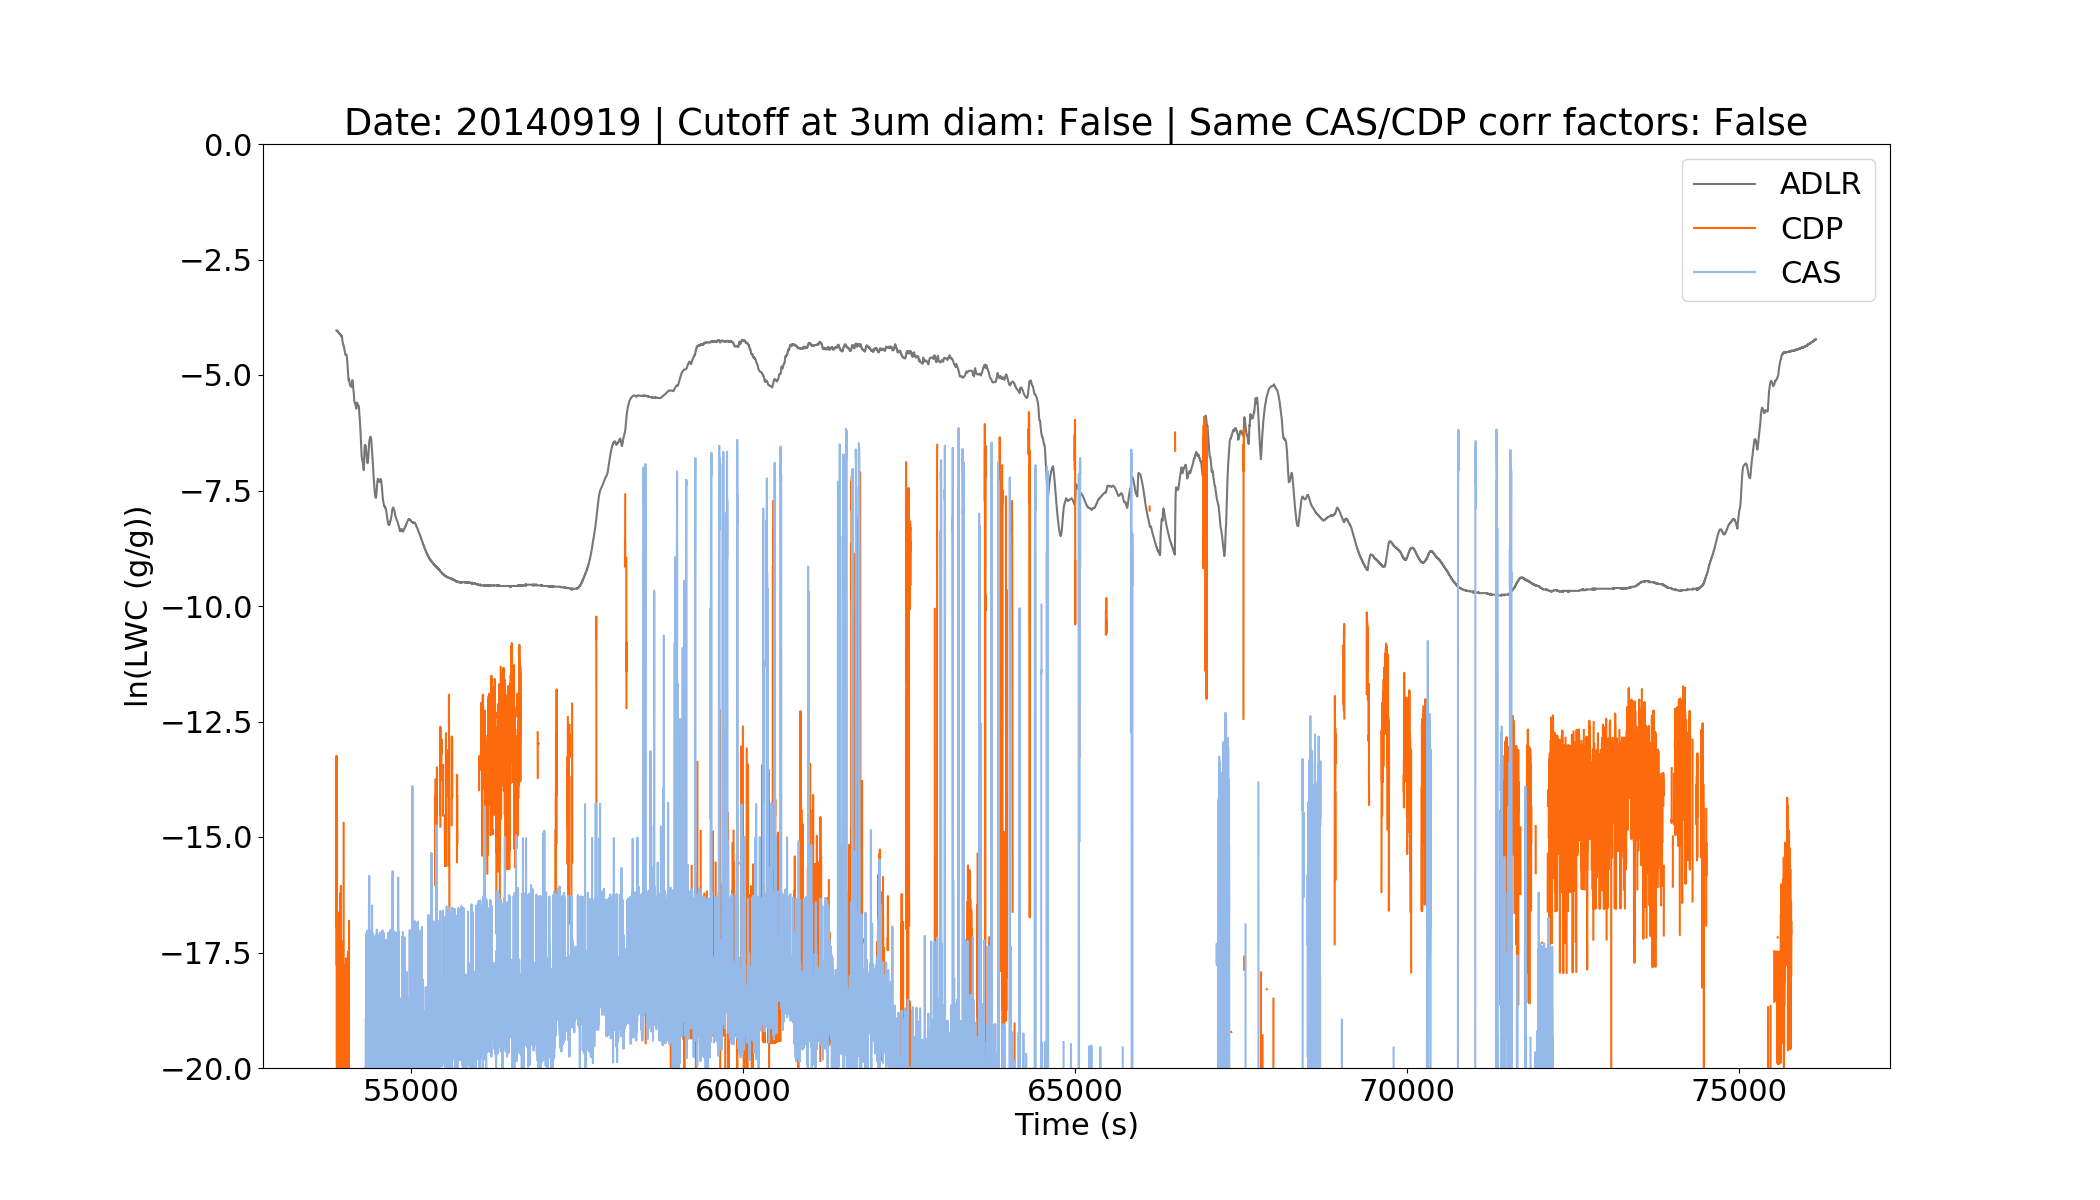 Date: 20140919 | Cutoff at 3um diam: False | Same CAS/CDP corr factors: False
ADLR
CDP
CAS
ln(LWC (g/g))
0.0
−2.5
−5.0
−7.5
−10.0
−12.5
−15.0
−17.5
−20.0
55000
60000
65000
70000
75000
Time (s)